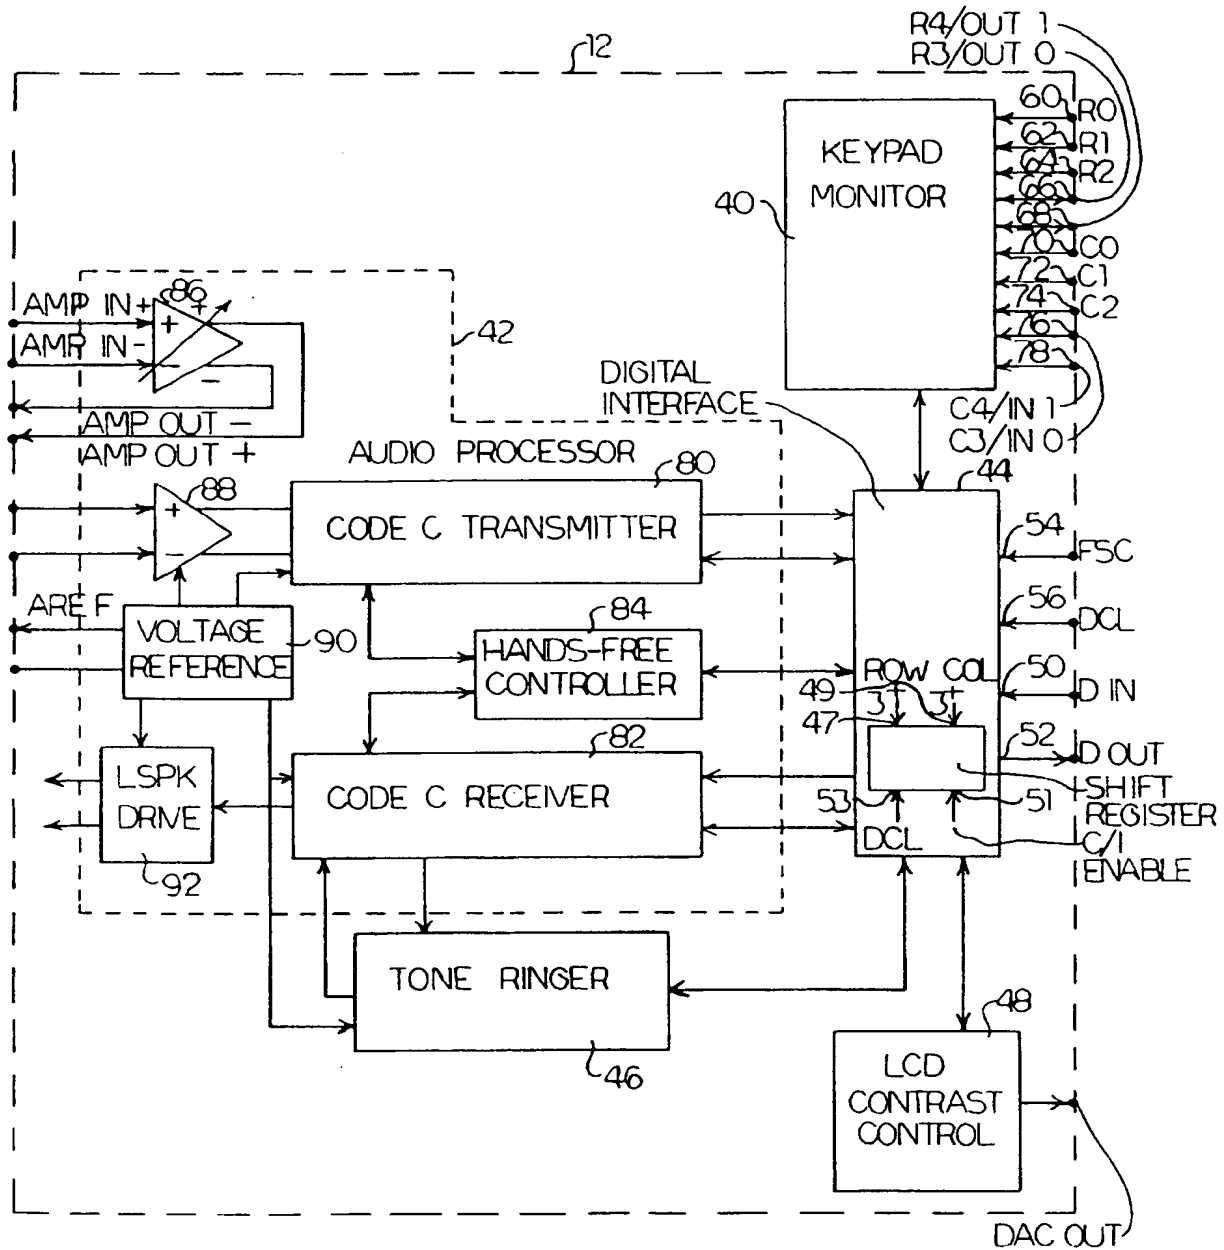 R4/OUT 1
R3/OUT 0
12
60
R0
62
R1
KEYPAD
MONITOR
64
R2
66
68
40
70
C0
72
C1
74
C2
76
78
AMP IN+
86
+
+
AMP IN-
-
-
42
DIGITAL
INTERFACE
C4/IN 1
C3/IN 0
AMP OUT -
AMP OUT +
AUDIO PROCESSOR
80
44
88
+
-
CODE C TRANSMITTER
54
FSC
AREF
84
56
DCL
VOLTAGE
REFERENCE
90
HANDS-FREE
CONTROLLER
ROW COL
50
D IN
49
3
3
47
82
52
D OUT
LSPK
DRIVE
CODE C RECEIVER
SHIFT
REGISTER
53
51
DCL
C/I
ENABLE
92
TONE RINGER
46
48
LCD
CONTRAST
CONTROL
DAC OUT